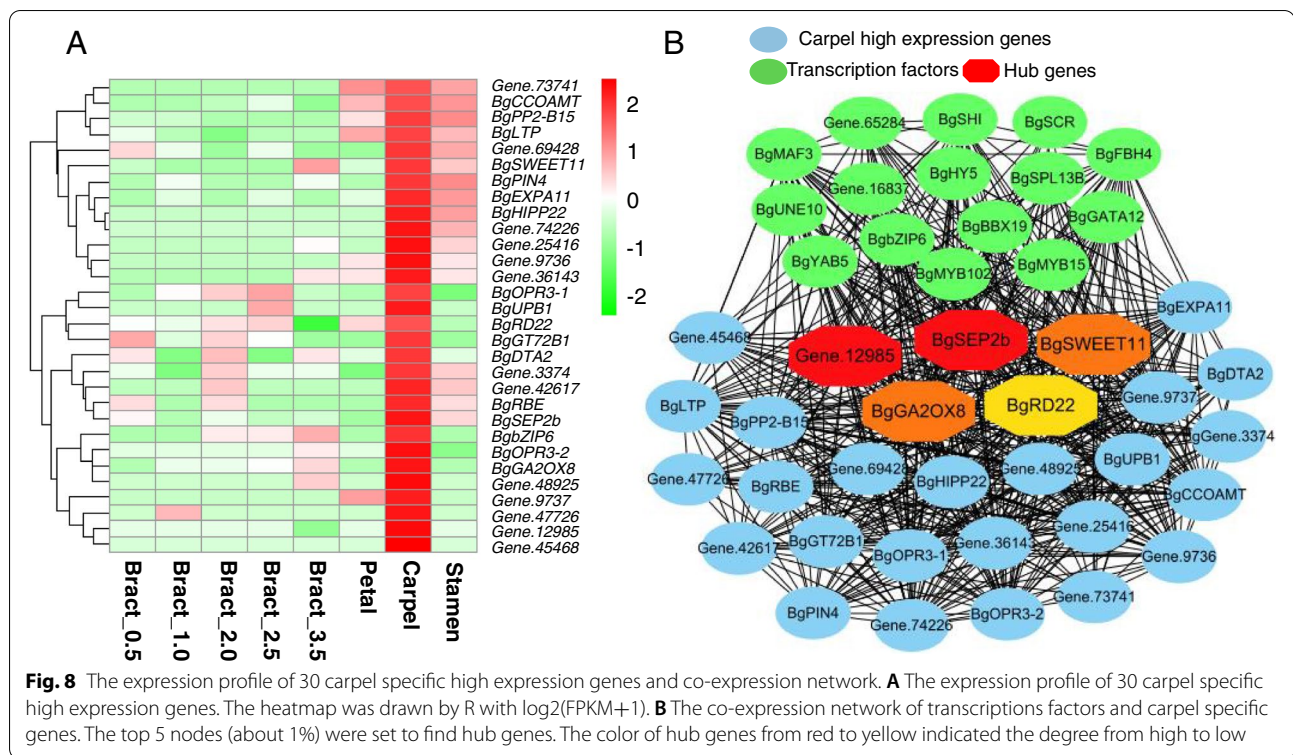 A
Gene.73741
BgCCOAMT
BgPP2-B15
BgLTP
Gene.69428
BgSWEET11
BgPIN4
BgEXPA11
BgHIPP22
Gene.74226
Gene.25416
Gene.9736
Gene.36143
BgOPR3-1
BgUPB1
BgRD22
BgGT72B1
BgDTA2
Gene.3374
Gene.42617
BgRBE
BgSEP2b
BgbZIP6
BgOPR3-2
BgGA2OX8
Gene.48925
Gene.9737
Gene.47726
Gene.12985
Gene.45468
2
1
0
-1
-2
Bract_0.5
Bract_1.0
Bract_2.0
Bract_2.5
Bract_3.5
Petal
Carpel
Stamen
B
Carpel high expression genes
Transcription factors
Hub genes
Gene.65284
BgSHI
BgSCR
BgMAF3
BgFBH4
BgHY5
BgSPL13B
Gene.16837
BgUNE10
BgGATA12
BgBBX19
BgbZIP6
BgYAB5
BgMYB102
BgMYB15
BgEXPA11
Gene.45468
Gene.12985
BgSEP2b
BgSWEET11
BgDTA2
BgLTP
BgPP2-B15
BgGA2OX8
BgRD22
Gene.9737
BgGene.3374
Gene.47726
BgRBE
Gene.69428
BgHIPP22
Gene.48925
BgUPB1
BgCCOAMT
Gene.42617
BgGT72B1
BgOPR3-1
Gene.36143
Gene.25416
Gene.9736
BgPIN4
Gene.74226
BgOPR3-2
Gene.73741
Fig. 8 The expression profile of 30 carpel specific high expression genes and co-expression network. A The expression profile of 30 carpel specific
high expression genes. The heatmap was drawn by R with log2(FPKM+1). B The co-expression network of transcriptions factors and carpel specific
genes. The top 5 nodes (about 1%) were set to find hub genes. The color of hub genes from red to yellow indicated the degree from high to low